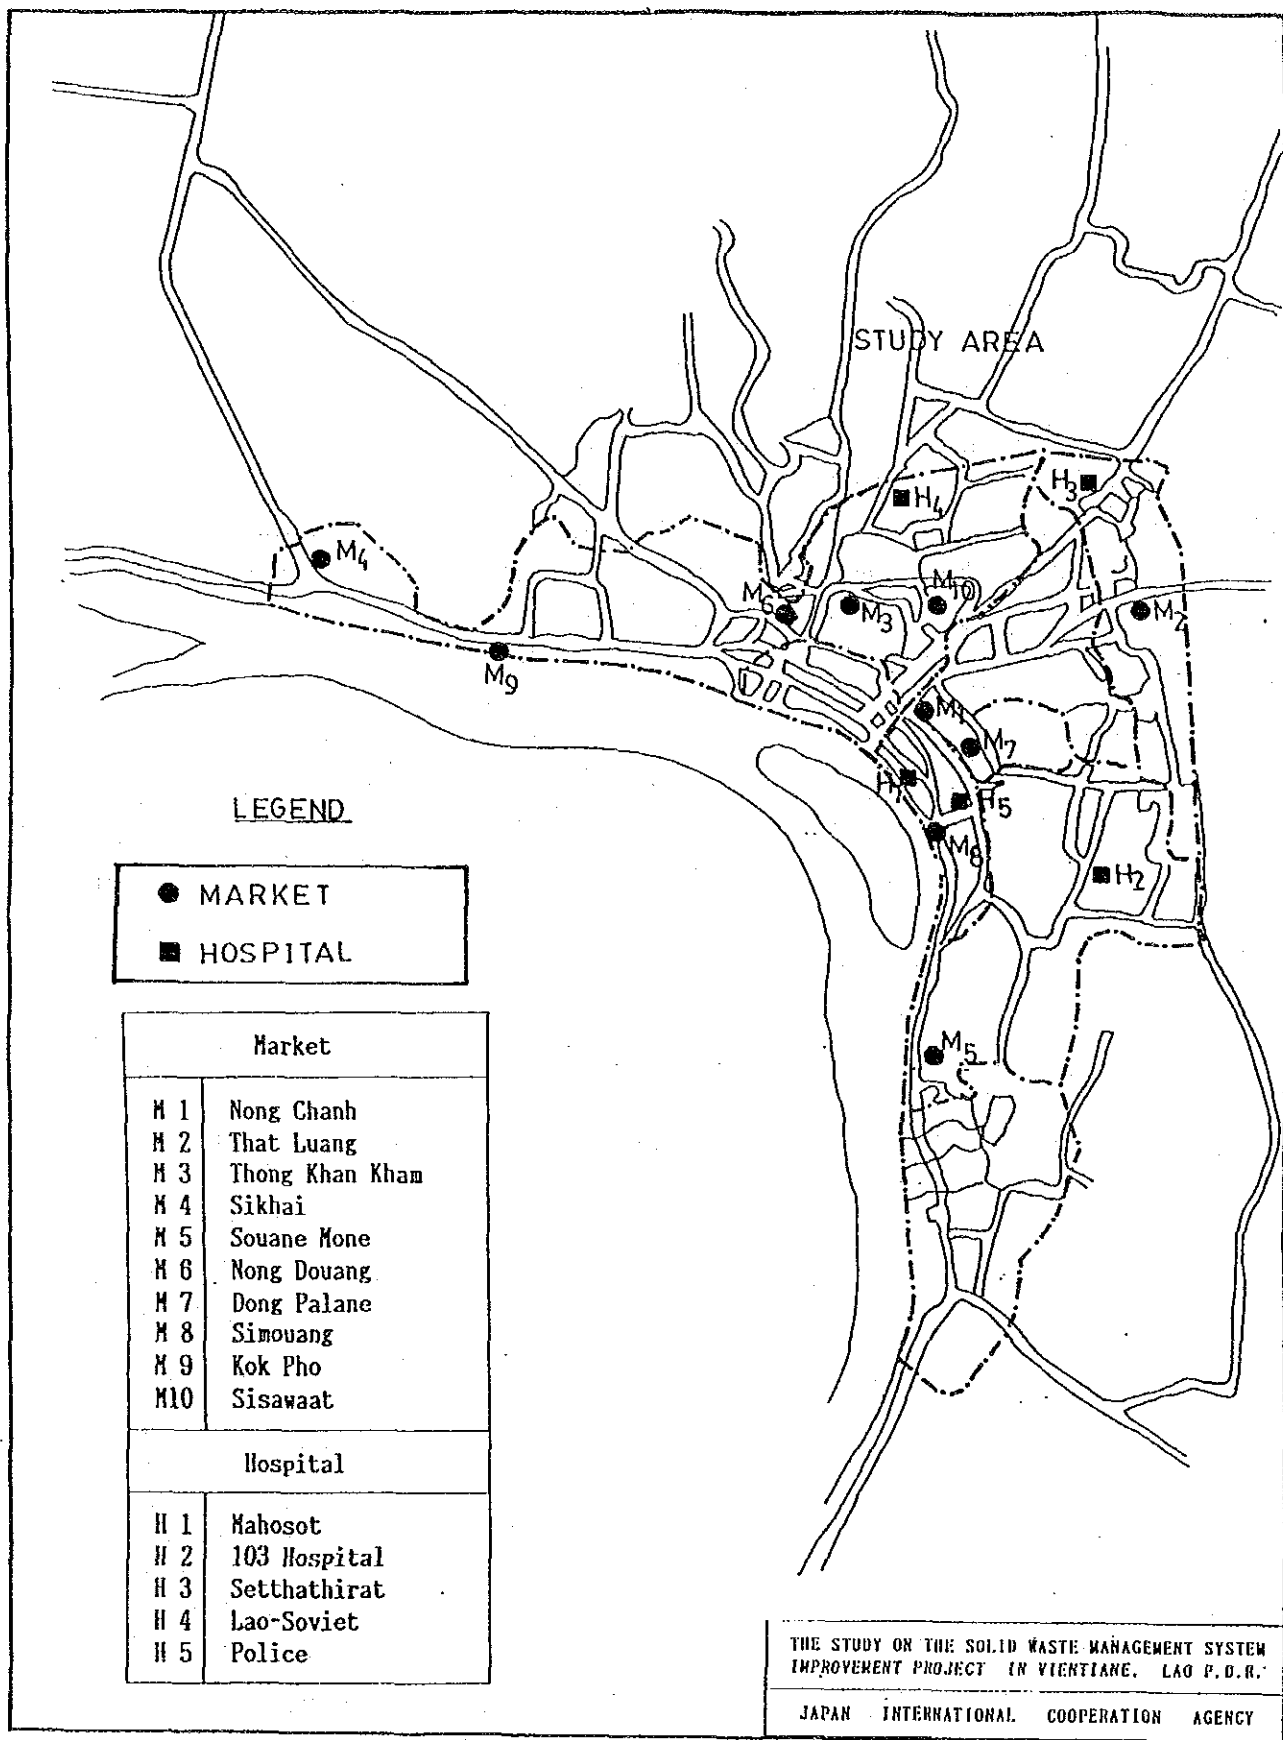 STUDY AREA
H4
H3
M4
M6
M3
M10
M2
M9
M1
M7
H1
H5
M8
H2
M5
LEGEND
MARKET
HOSPITAL
Market
M 1 Nong Chanh
M 2 That Luang
M 3 Thong Khan Kham
M 4 Sikhai
M 5 Souane Mone
M 6 Nong Douang
M 7 Dong Palane
M 8 Simouang
M 9 Kok Pho
M10 Sisawaat
Hospital
H 1 Mahosot
H 2 103 Hospital
H 3 Setthathirat
H 4 Lao-Soviet
H 5 Police
THE STUDY ON THE SOLID WASTE MANAGEMENT SYSTEM
IMPROVEMENT PROJECT IN VIENTIANE, LAO P.D.R.
JAPAN INTERNATIONAL COOPERATION AGENCY